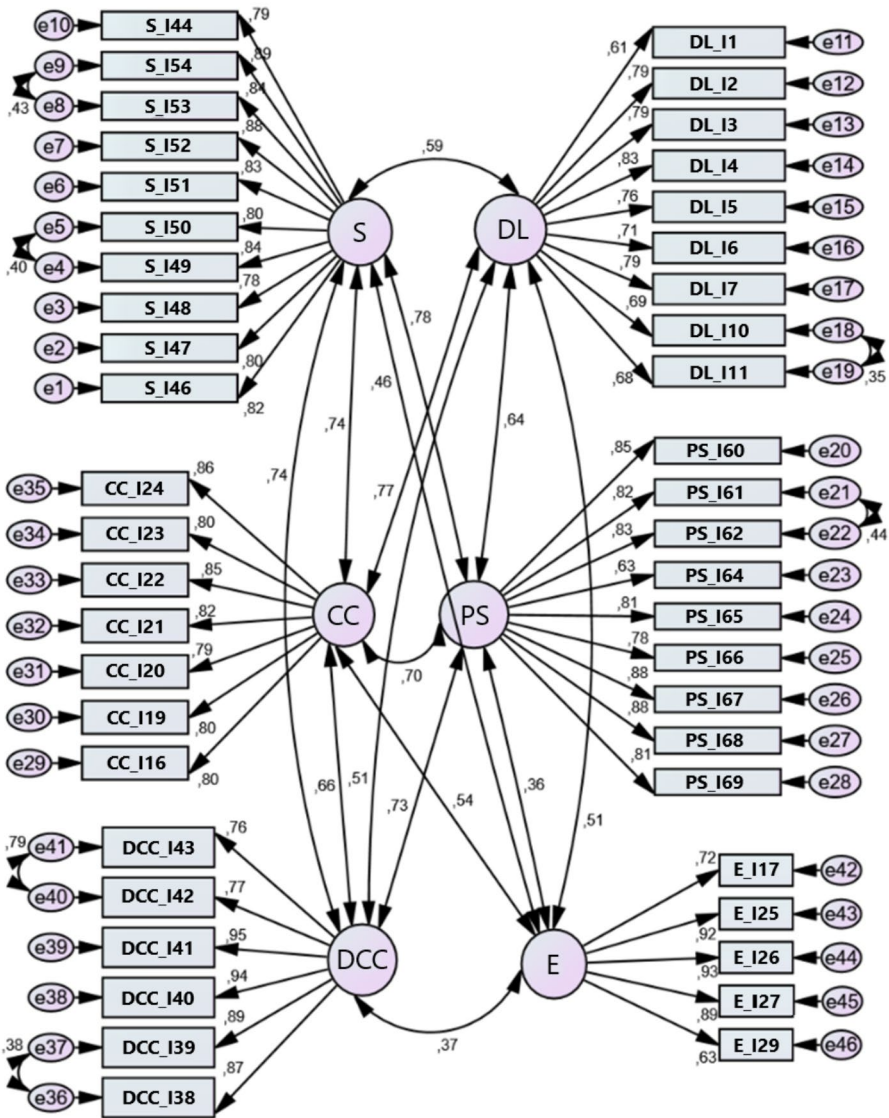 e10 S_I44 ,79
e9 S_I54 ,89
,43
e8 S_I53 ,84
e7 S_I52 ,88
e6 S_I51 ,83
e5 S_I50 ,80
,40
e4 S_I49 ,84
e3 S_I48 ,78
e2 S_I47 ,80
e1 S_I46 ,82
,61 DL_I1 e11
,79 DL_I2 e12
,79 DL_I3 e13
,83 DL_I4 e14
,76 DL_I5 e15
,71 DL_I6 e16
,79 DL_I7 e17
,69 DL_I10 e18
,68 DL_I11 e19
,35
,59
S
DL
,78
,46
,74
,64
,74
,77
e35 CC_I24 ,86
e34 CC_I23 ,80
e33 CC_I22 ,85
e32 CC_I21 ,82
e31 CC_I20 ,79
e30 CC_I19 ,80
e29 CC_I16 ,80
CC
PS
,70
,85 PS_I60 e20
,82 PS_I61 e21
,83 PS_I62 e22
,44
,63 PS_I64 e23
,81 PS_I65 e24
,78 PS_I66 e25
,88 PS_I67 e26
,88 PS_I68 e27
,81 PS_I69 e28
,66
,51
,73
,54
,36
,51
,79 e41 DCC_I43 ,76
e40 DCC_I42 ,77
e39 DCC_I41 ,95
e38 DCC_I40 ,94
,38 e37 DCC_I39 ,89
e36 DCC_I38 ,87
DCC
E
,37
,72 E_I17 e42
E_I25 e43
,92 E_I26 e44
,93 E_I27 e45
,89
,63 E_I29 e46